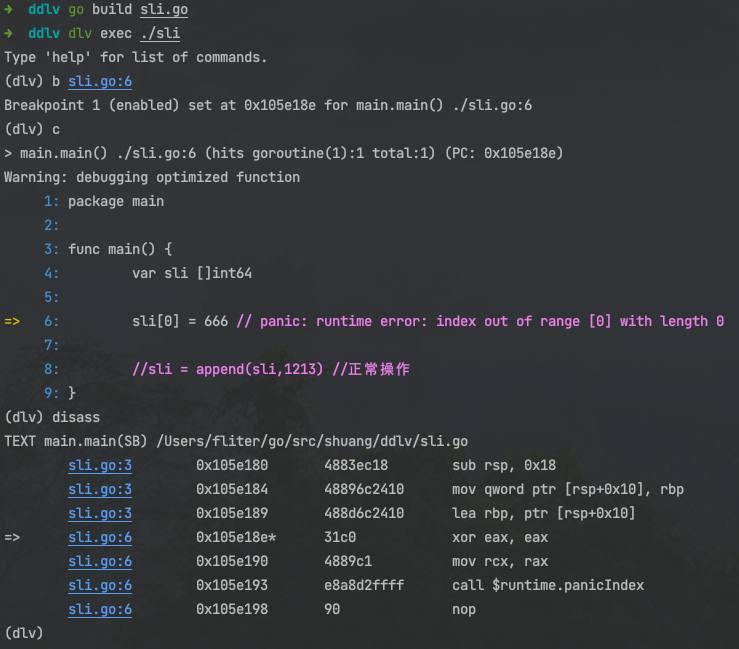 → ddlv go build sli.go
→ ddlv dlv exec ./sli
Type 'help' for list of commands.
(dlv) b sli.go:6
Breakpoint 1 (enabled) set at 0x105e18e for main.main() ./sli.go:6
(dlv) c
> main.main() ./sli.go:6 (hits goroutine(1):1 total:1) (PC: 0x105e18e)
Warning: debugging optimized function
1: package main
2:
3: func main() {
4: var sli []int64
5:
=> 6: sli[0] = 666 // panic: runtime error: index out of range [0] with length 0
7:
8: //sli = append(sli,1213) //正常操作
9: }
(dlv) disass
TEXT main.main(SB) /Users/fliter/go/src/shuang/ddlv/sli.go
sli.go:3 0x105e180 4883ec18 sub rsp, 0x18
sli.go:3 0x105e184 48896c2410 mov qword ptr [rsp+0x10], rbp
sli.go:3 0x105e189 488d6c2410 lea rbp, ptr [rsp+0x10]
=> sli.go:6 0x105e18e* 31c0 xor eax, eax
sli.go:6 0x105e190 4889c1 mov rcx, rax
sli.go:6 0x105e193 e8a8d2ffff call $runtime.panicIndex
sli.go:6 0x105e198 90 nop
(dlv)